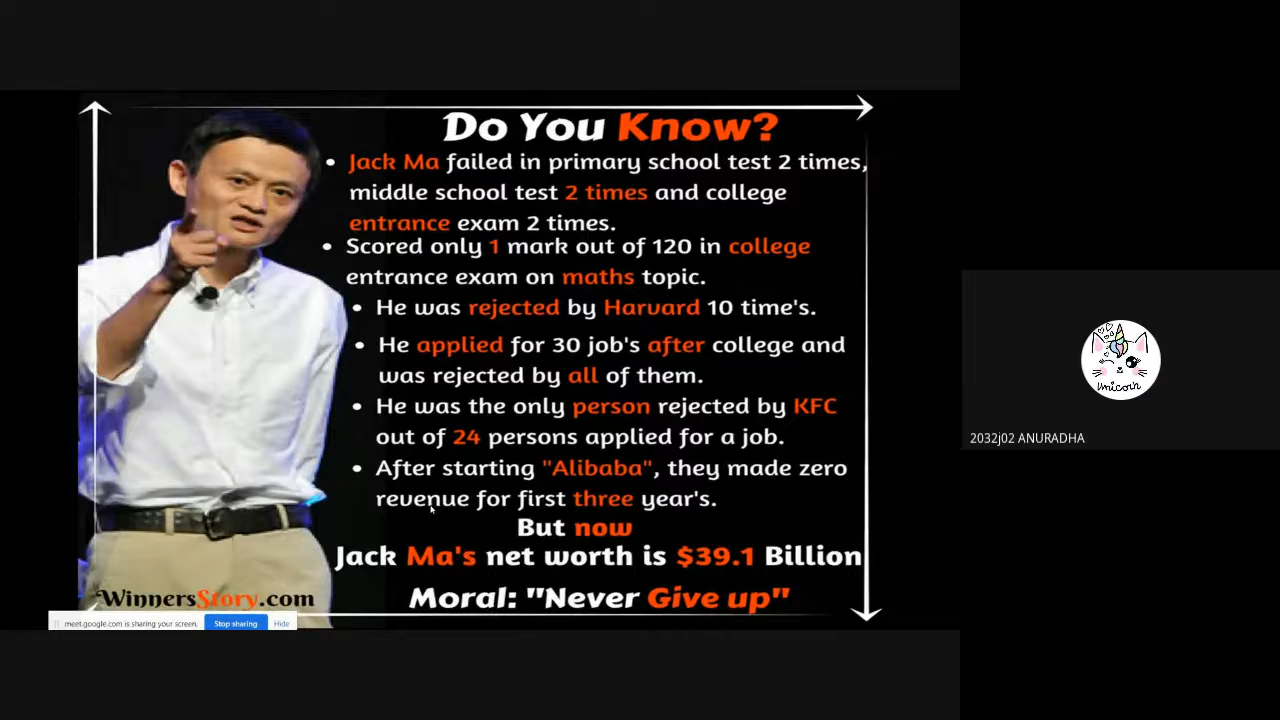 Do You Know?
• Jack Ma failed in primary school test 2 times,
middle school test 2 times and college
entrance exam 2 times.
• Scored only 1 mark out of 120 in college
entrance exam on maths topic.
• He was rejected by Harvard 10 time's.
• He applied for 30 job's after college and
was rejected by all of them.
• He was the only person rejected by KFC
out of 24 persons applied for a job.
• After starting "Alibaba", they made zero
revenue for first three year's.
But now
Jack Ma's net worth is $39.1 Billion
Moral: "Never Give up"
WinnersStory.com
meet.google.com is sharing your screen. Stop sharing Hide
Unicorn
2032j02 ANURADHA